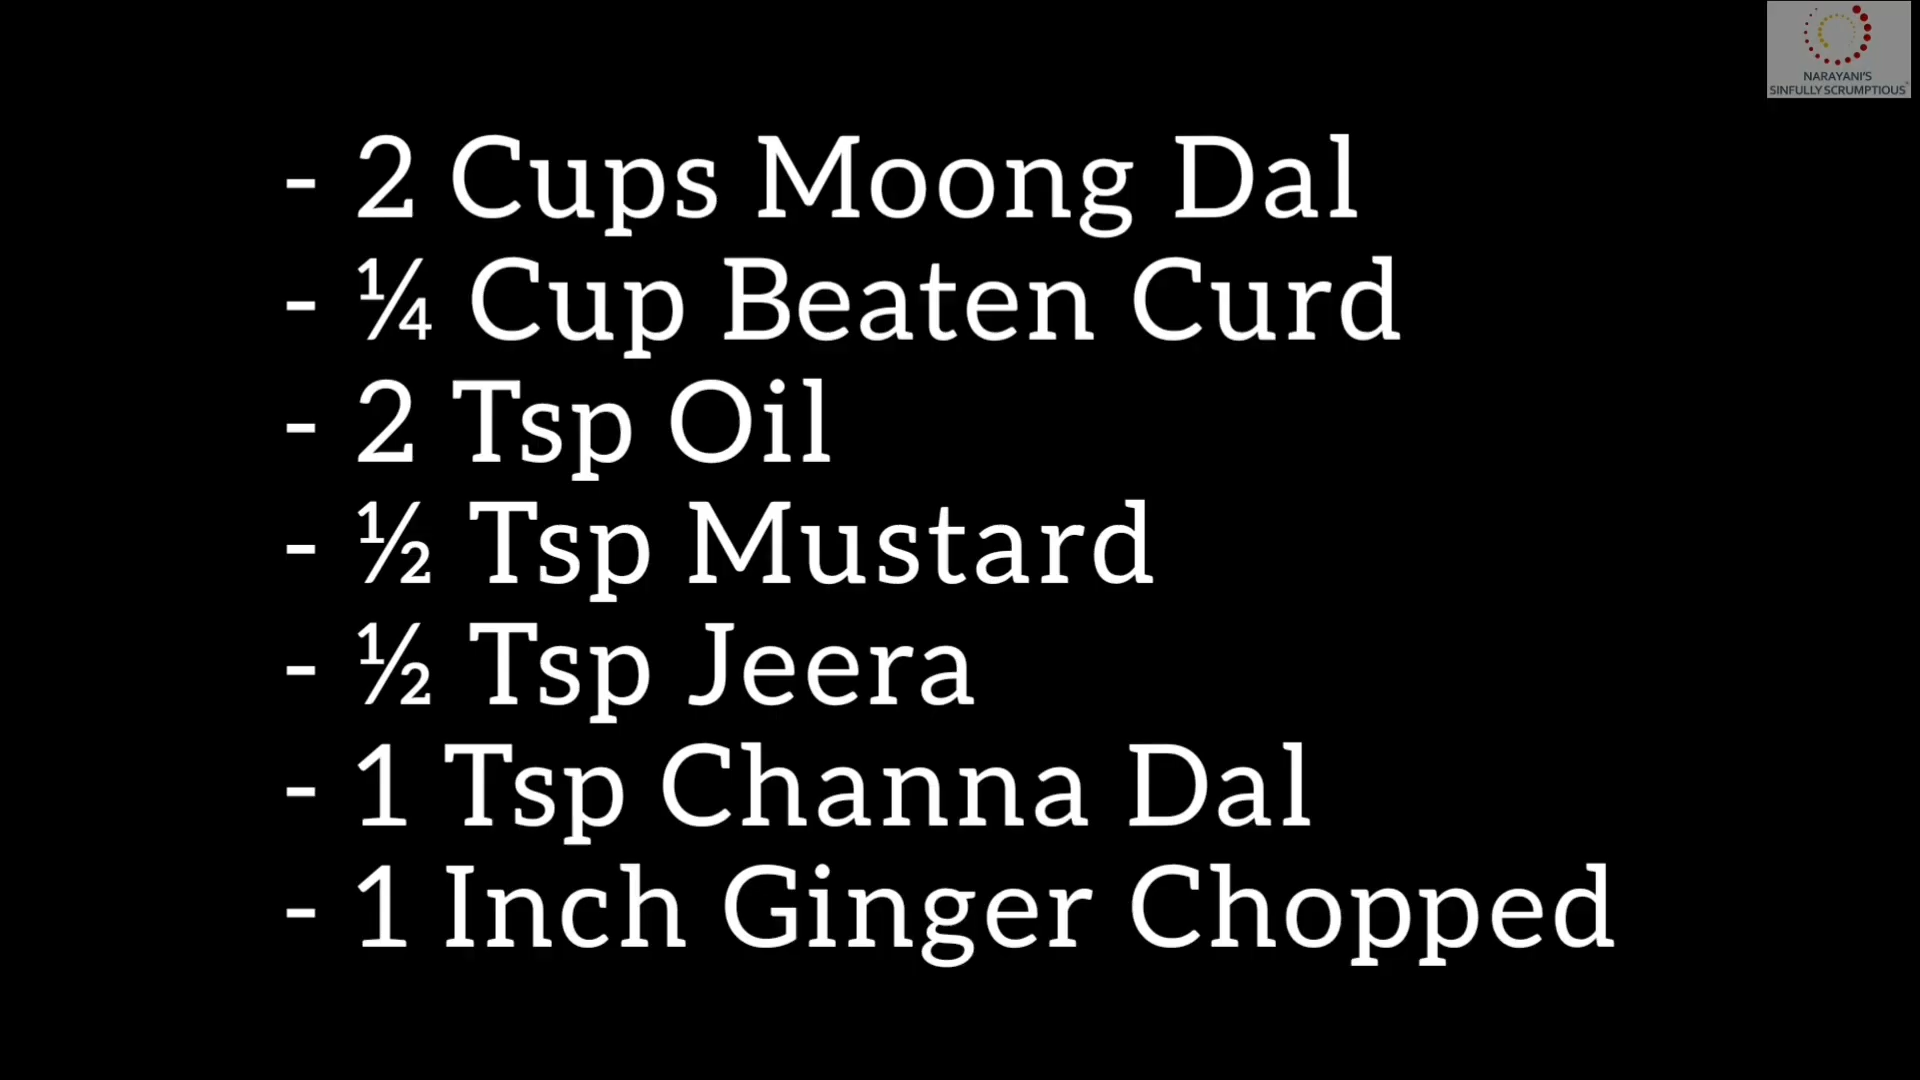 NARAYANI'S
SINFULLY SCRUMPTIOUS
- 2 Cups Moong Dal
- ¼ Cup Beaten Curd
- 2 Tsp Oil
- ½ Tsp Mustard
- ½ Tsp Jeera
- 1 Tsp Channa Dal
- 1 Inch Ginger Chopped